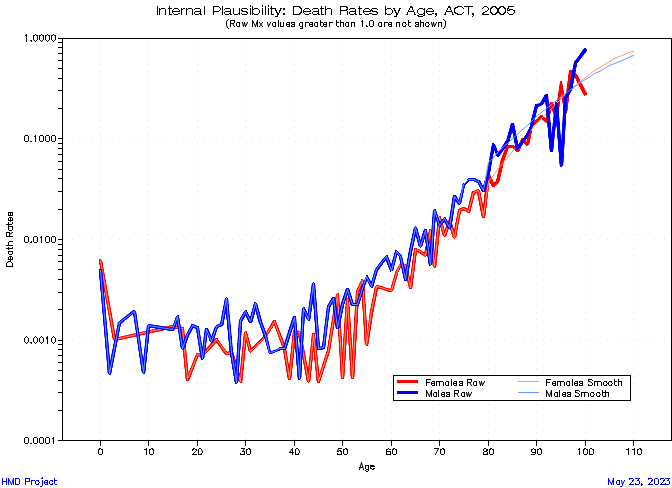 Internal Plausibility: Death Rates by Age, ACT, 2005
(Raw Mx values greater than 1.0 are not shown)
1.0000
0.1000
0.0100
0.0010
0.0001
Death Rates
Females Raw
Females Smooth
Males Raw
Males Smooth
0 10 20 30 40 50 60 70 80 90 100 110
Age
HMD Project
May 23, 2023